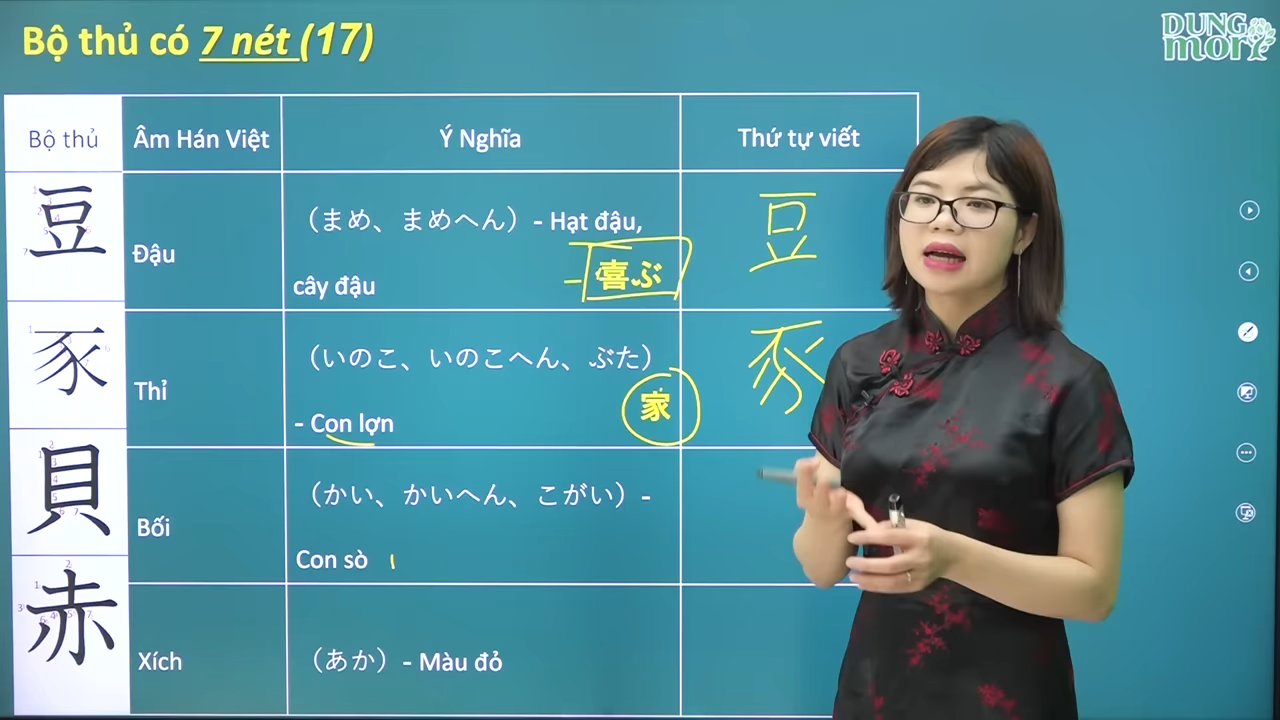 Bộ thủ có 7 nét (17)
DUNG
mori
Bộ thủ
Âm Hán Việt
Ý Nghĩa
Thứ tự viết
豆
Đậu
（まめ、まめへん）- Hạt đậu,
cây đậu
- 喜ぶ
豆
豕
Thỉ
（いのこ、いのこへん、ぶた）
- Con lợn
家
豕
貝
Bối
（かい、かいへん、こがい）-
Con sò
赤
Xích
（あか）- Màu đỏ